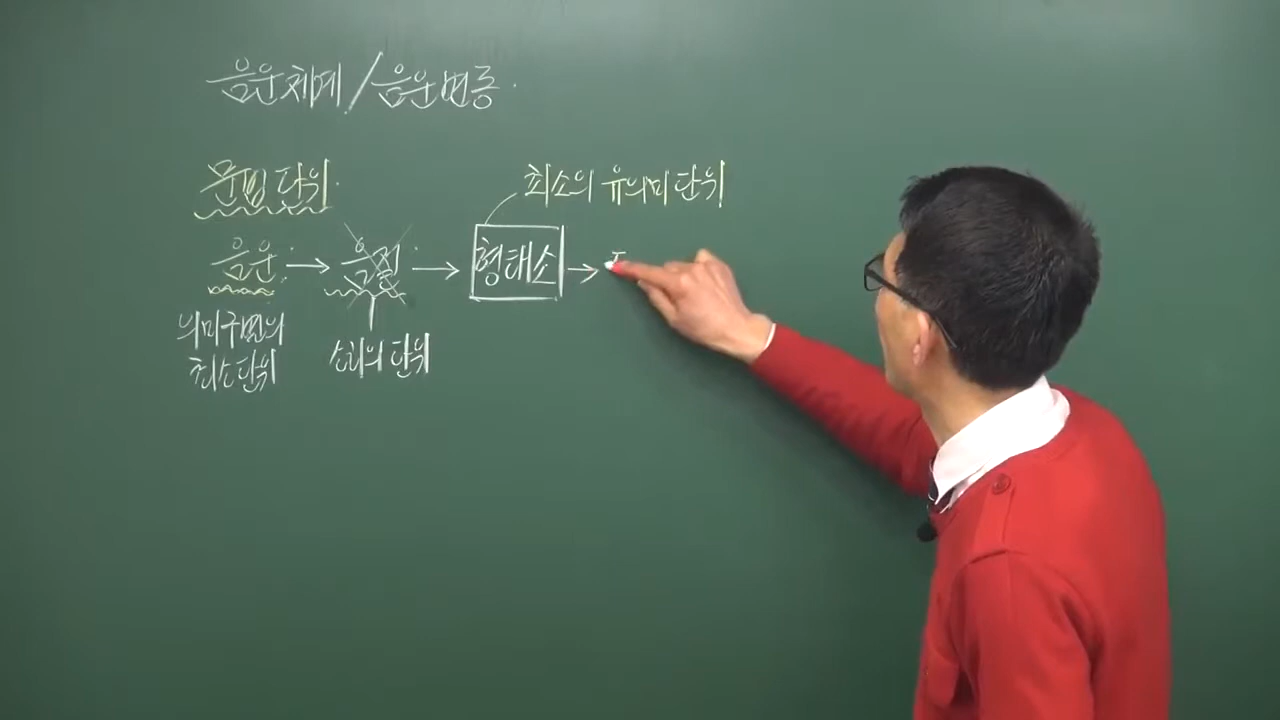 음운체계/음운변동
문법 단위
최소의 유의미 단위
음운 → 음절 → 형태소 →
의미구별의
최소단위
소리의 단위